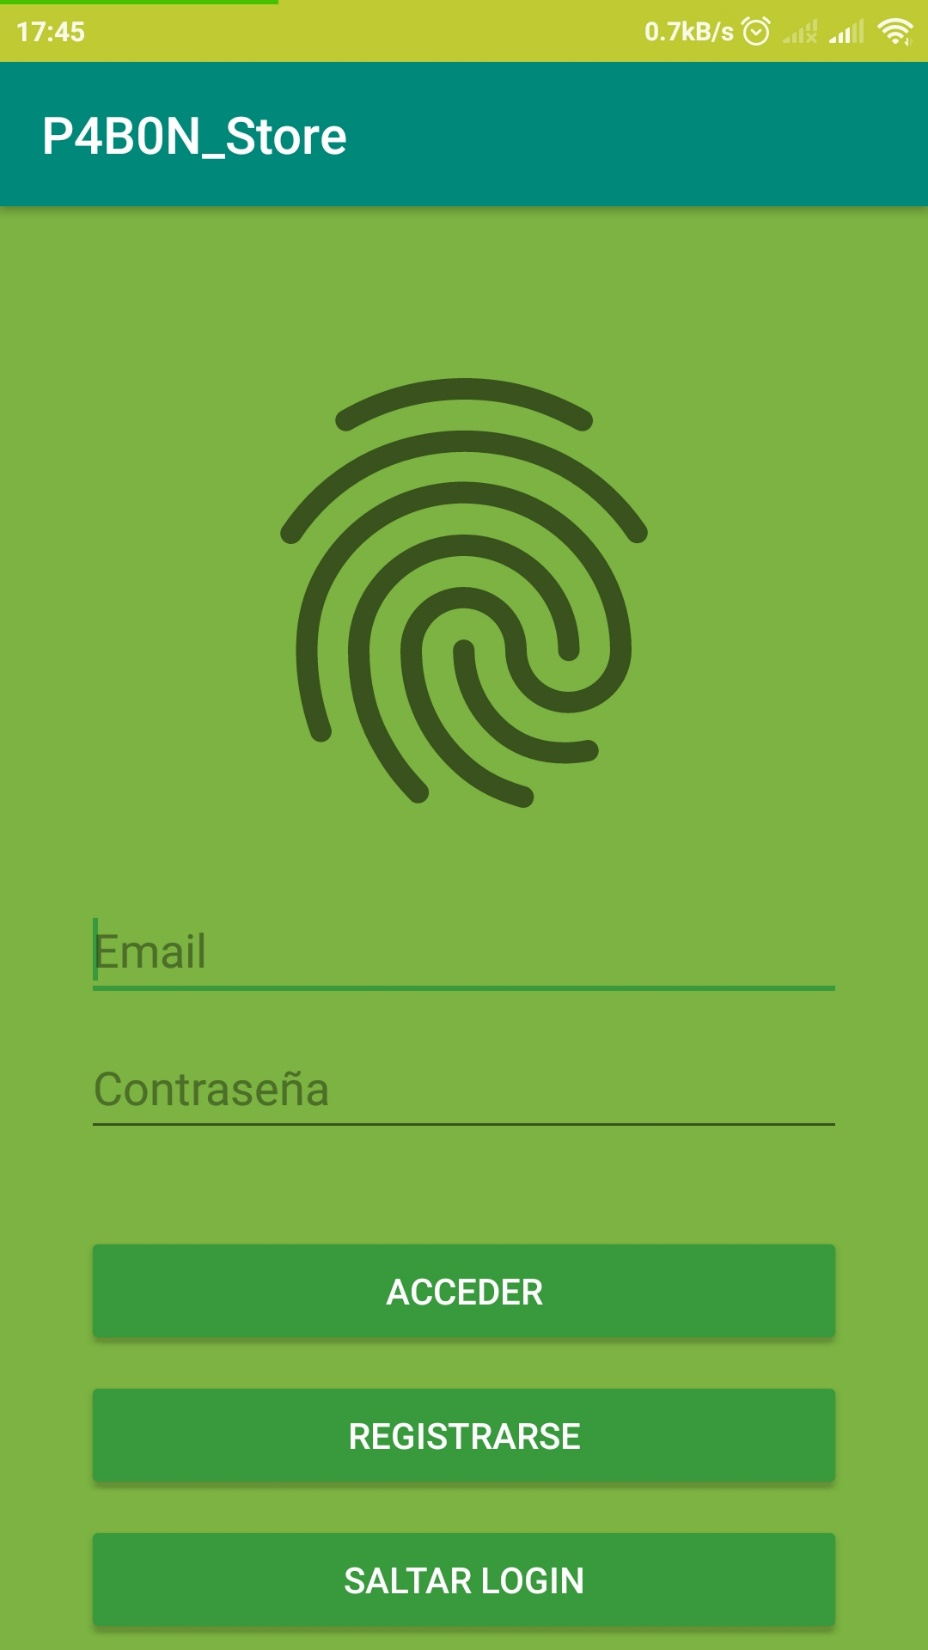 17:45
0.7kB/s
P4B0N_Store
Email
Contraseña
ACCEDER
REGISTRARSE
SALTAR LOGIN